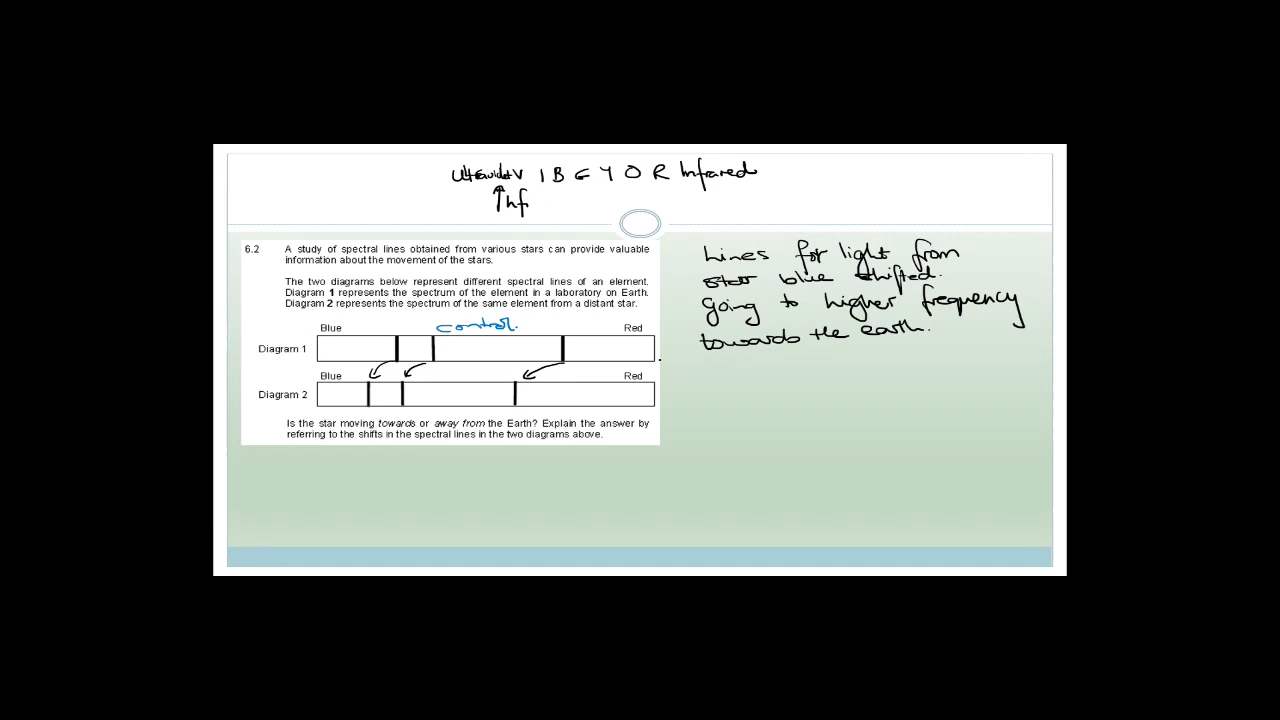 Ultraviolet V I B G Y O R Infrared
↑hf
6.2 A study of spectral lines obtained from various stars can provide valuable
information about the movement of the stars.
The two diagrams below represent different spectral lines of an element.
Diagram 1 represents the spectrum of the element in a laboratory on Earth.
Diagram 2 represents the spectrum of the same element from a distant star.
Blue control. Red
Diagram 1
Blue Red
Diagram 2
Is the star moving towards or away from the Earth? Explain the answer by
referring to the shifts in the spectral lines in the two diagrams above.
Lines for light from
star blue shifted.
going to higher frequency
towards the earth.